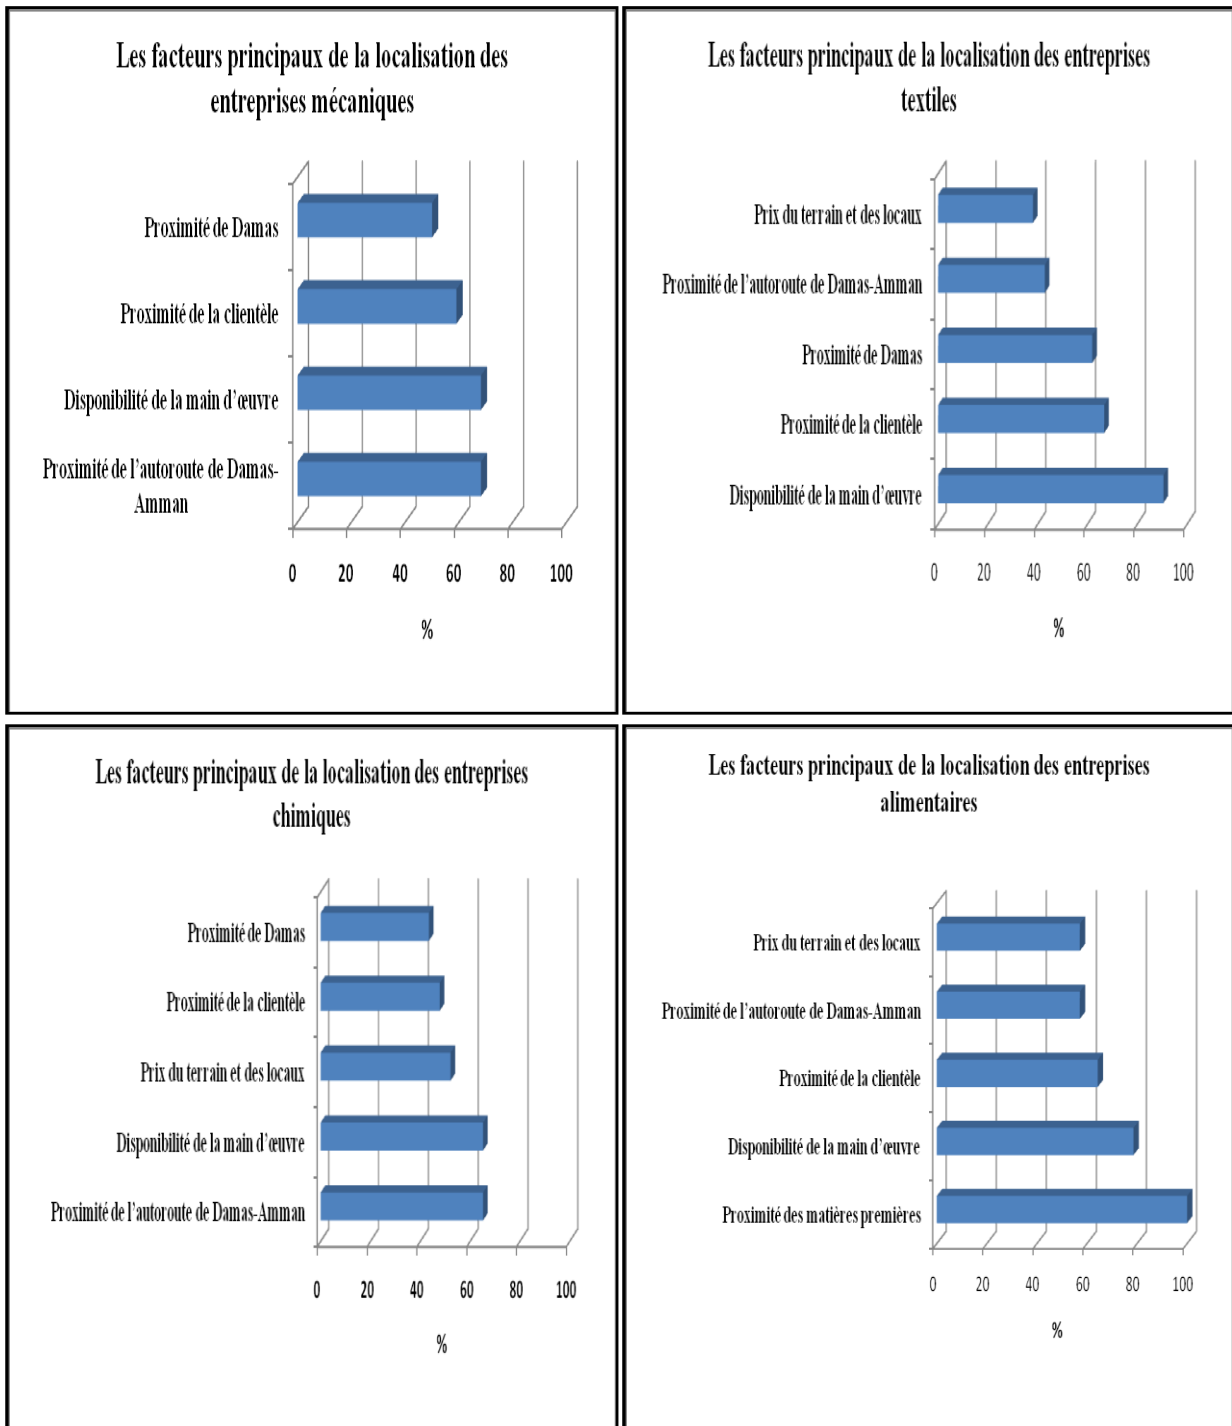 Les facteurs principaux de la localisation des
entreprises mécaniques
Proximité de Damas
Proximité de la clientèle
Disponibilité de la main d’œuvre
Proximité de l’autoroute de Damas-
Amman
0 20 40 60 80 100
%
Les facteurs principaux de la localisation des entreprises
textiles
Prix du terrain et des locaux
Proximité de l’autoroute de Damas-Amman
Proximité de Damas
Proximité de la clientèle
Disponibilité de la main d’œuvre
0 20 40 60 80 100
%
Les facteurs principaux de la localisation des entreprises
chimiques
Proximité de Damas
Proximité de la clientèle
Prix du terrain et des locaux
Disponibilité de la main d’œuvre
Proximité de l’autoroute de Damas-Amman
0 20 40 60 80 100
%
Les facteurs principaux de la localisation des entreprises
alimentaires
Prix du terrain et des locaux
Proximité de l’autoroute de Damas-Amman
Proximité de la clientèle
Disponibilité de la main d’œuvre
Proximité des matières premières
0 20 40 60 80 100
%